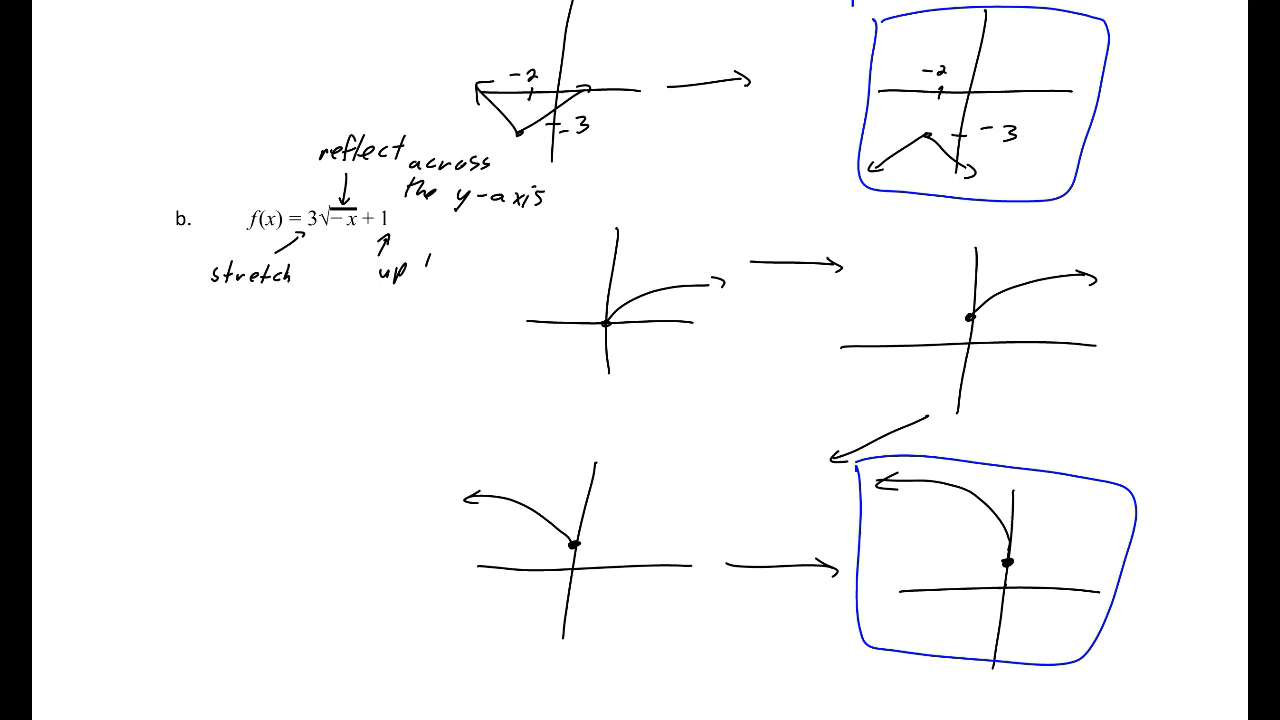 -2
-3
-2
-3
reflect across
the y-axis
b. f(x) = 3√-x + 1
stretch
up 1